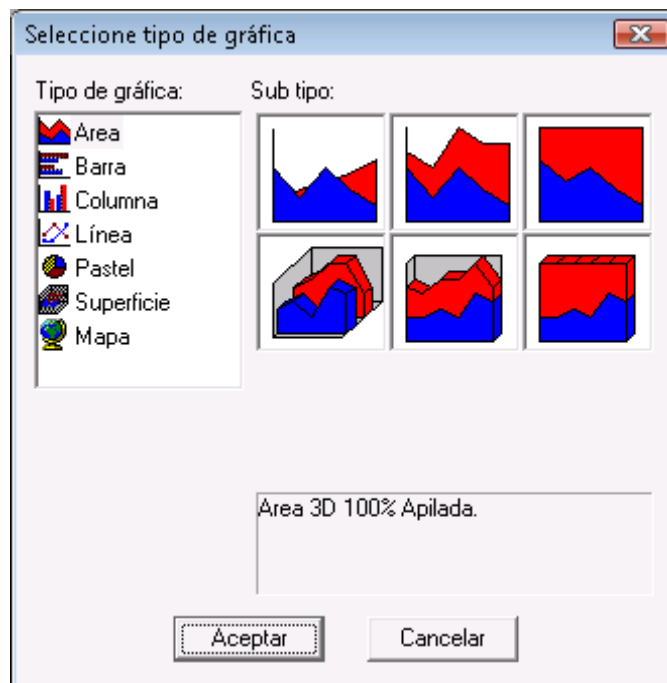 Seleccione tipo de gráfica
Tipo de gráfica:
Sub tipo:
Area
Barra
Columna
Línea
Pastel
Superficie
Mapa
Area 3D 100% Apilada.
Aceptar
Cancelar